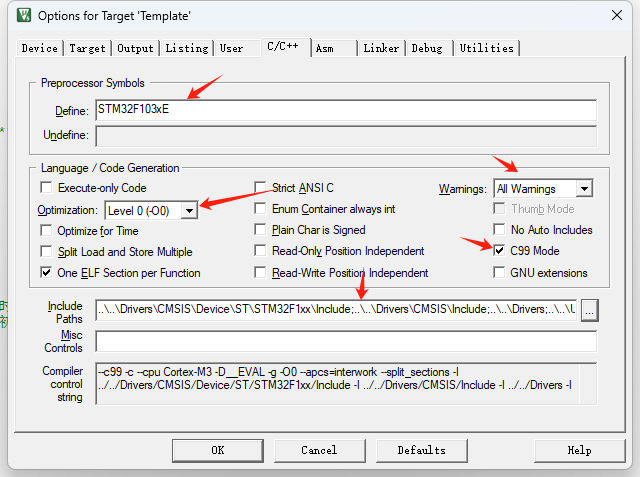 Options for Target 'Template'
Device Target Output Listing User C/C++ Asm Linker Debug Utilities
Preprocessor Symbols
Define: STM32F103xE
Undefine:
Language / Code Generation
Execute-only Code Strict ANSI C Warnings: All Warnings
Optimization: Level 0 (-O0) Enum Container always int Thumb Mode
Optimize for Time Plain Char is Signed No Auto Includes
Split Load and Store Multiple Read-Only Position Independent C99 Mode
One ELF Section per Function Read-Write Position Independent GNU extensions
Include Paths ..\..\Drivers\CMSIS\Device\ST\STM32F1xx\Include;..\..\Drivers\CMSIS\Include;..\..\Drivers;..\..\U ...
Misc Controls
Compiler control string --c99 -c --cpu Cortex-M3 -D__EVAL -g -O0 --apcs=interwork --split_sections -I
../../Drivers/CMSIS/Device/ST/STM32F1xx/Include -I ../../Drivers/CMSIS/Include -I ../../Drivers -I
OK Cancel Defaults Help